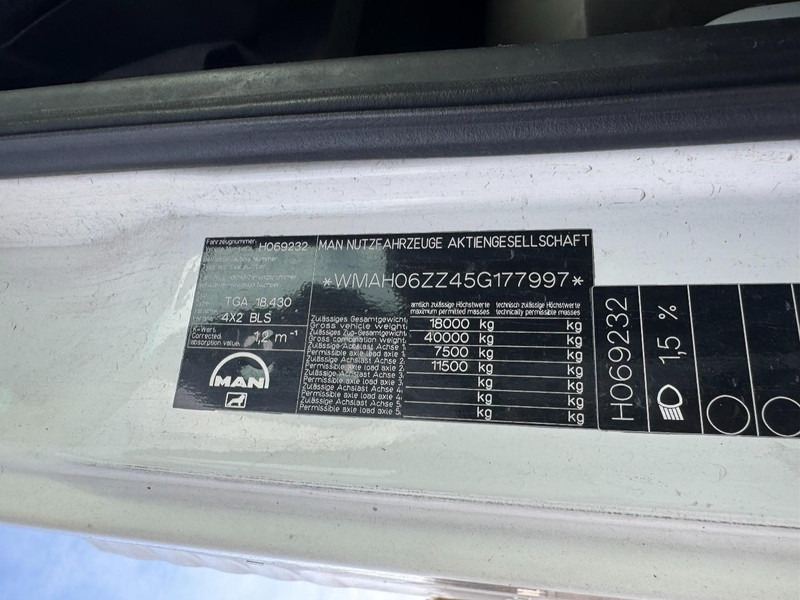 Fahrzeugnummer
Vehicle Number H069232
TGA 18.430
4X2 BLS
K-Wert
Corrected
absorption value 1,2 m⁻¹
MAN
MAN NUTZFAHRZEUGE AKTIENGESELLSCHAFT
*WMAH06ZZ45G177997*
amtlich zulässige Höchstwerte technisch zulässige Höchstwerte
maximum permitted masses technically permissible masses
Zulässiges Gesamtgewicht
Gross vehicle weight 18000 kg kg
Zulässiges Zug-Gesamtgewicht
Gross combination weight 40000 kg kg
Zulässige Achslast Achse 1
Permissible axle load axle 1 7500 kg kg
Zulässige Achslast Achse 2
Permissible axle load axle 2 11500 kg kg
Zulässige Achslast Achse 3
Permissible axle load axle 3 kg kg
Zulässige Achslast Achse 4
Permissible axle load axle 4 kg kg
Zulässige Achslast Achse 5
Permissible axle load axle 5 kg kg
H069232
1,5 %